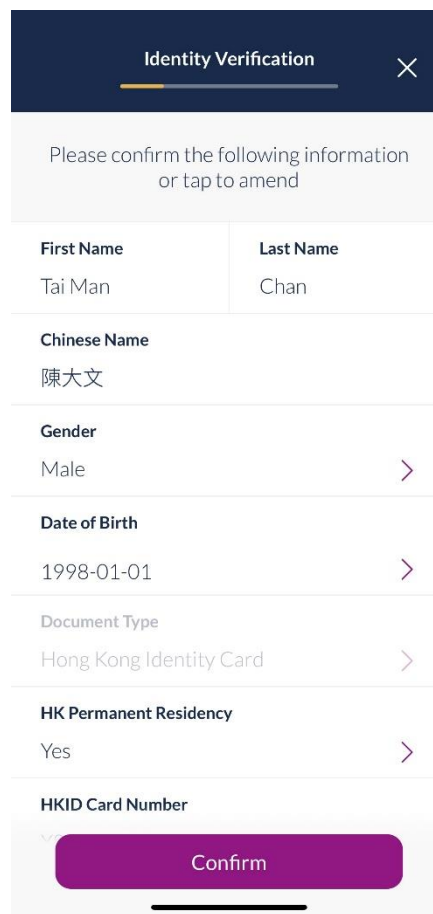 Identity Verification
Please confirm the following information
or tap to amend
First Name
Last Name
Tai Man
Chan
Chinese Name
陳大文
Gender
Male
Date of Birth
1998-01-01
Document Type
Hong Kong Identity Card
HK Permanent Residency
Yes
HKID Card Number
Confirm